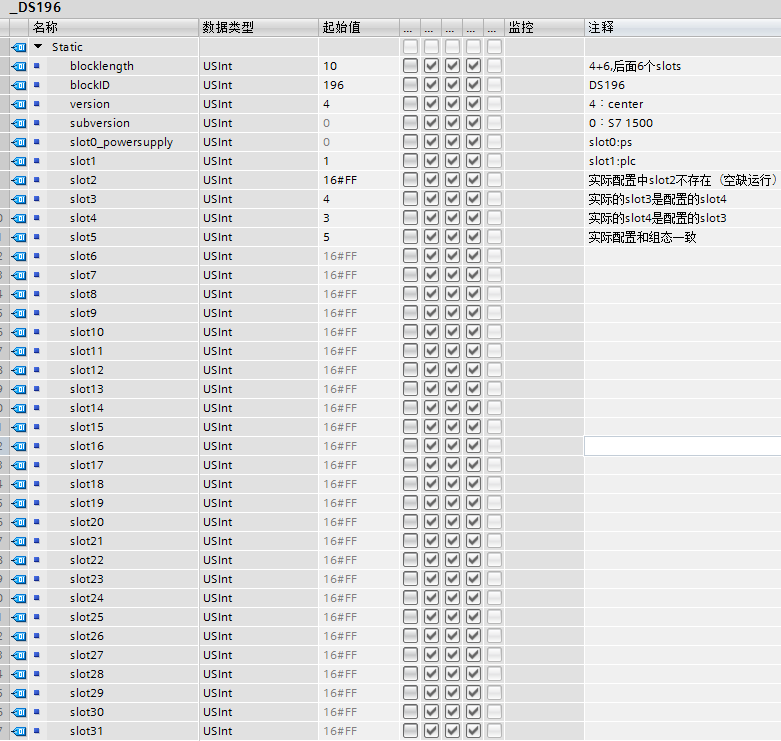 _DS196
名称 数据类型 起始值 ... ... ... ... ... 监控 注释
Static
blocklength USInt 10 4+6,后面6个slots
blockID USInt 196 DS196
version USInt 4 4：center
subversion USInt 0 0：S7 1500
slot0_powersupply USInt 0 slot0:ps
slot1 USInt 1 slot1:plc
slot2 USInt 16#FF 实际配置中slot2不存在（空缺运行）
slot3 USInt 4 实际的slot3是配置的slot4
slot4 USInt 3 实际的slot4是配置的slot3
slot5 USInt 5 实际配置和组态一致
slot6 USInt 16#FF
slot7 USInt 16#FF
slot8 USInt 16#FF
slot9 USInt 16#FF
slot10 USInt 16#FF
slot11 USInt 16#FF
slot12 USInt 16#FF
slot13 USInt 16#FF
slot14 USInt 16#FF
slot15 USInt 16#FF
slot16 USInt 16#FF
slot17 USInt 16#FF
slot18 USInt 16#FF
slot19 USInt 16#FF
slot20 USInt 16#FF
slot21 USInt 16#FF
slot22 USInt 16#FF
slot23 USInt 16#FF
slot24 USInt 16#FF
slot25 USInt 16#FF
slot26 USInt 16#FF
slot27 USInt 16#FF
slot28 USInt 16#FF
slot29 USInt 16#FF
slot30 USInt 16#FF
slot31 USInt 16#FF